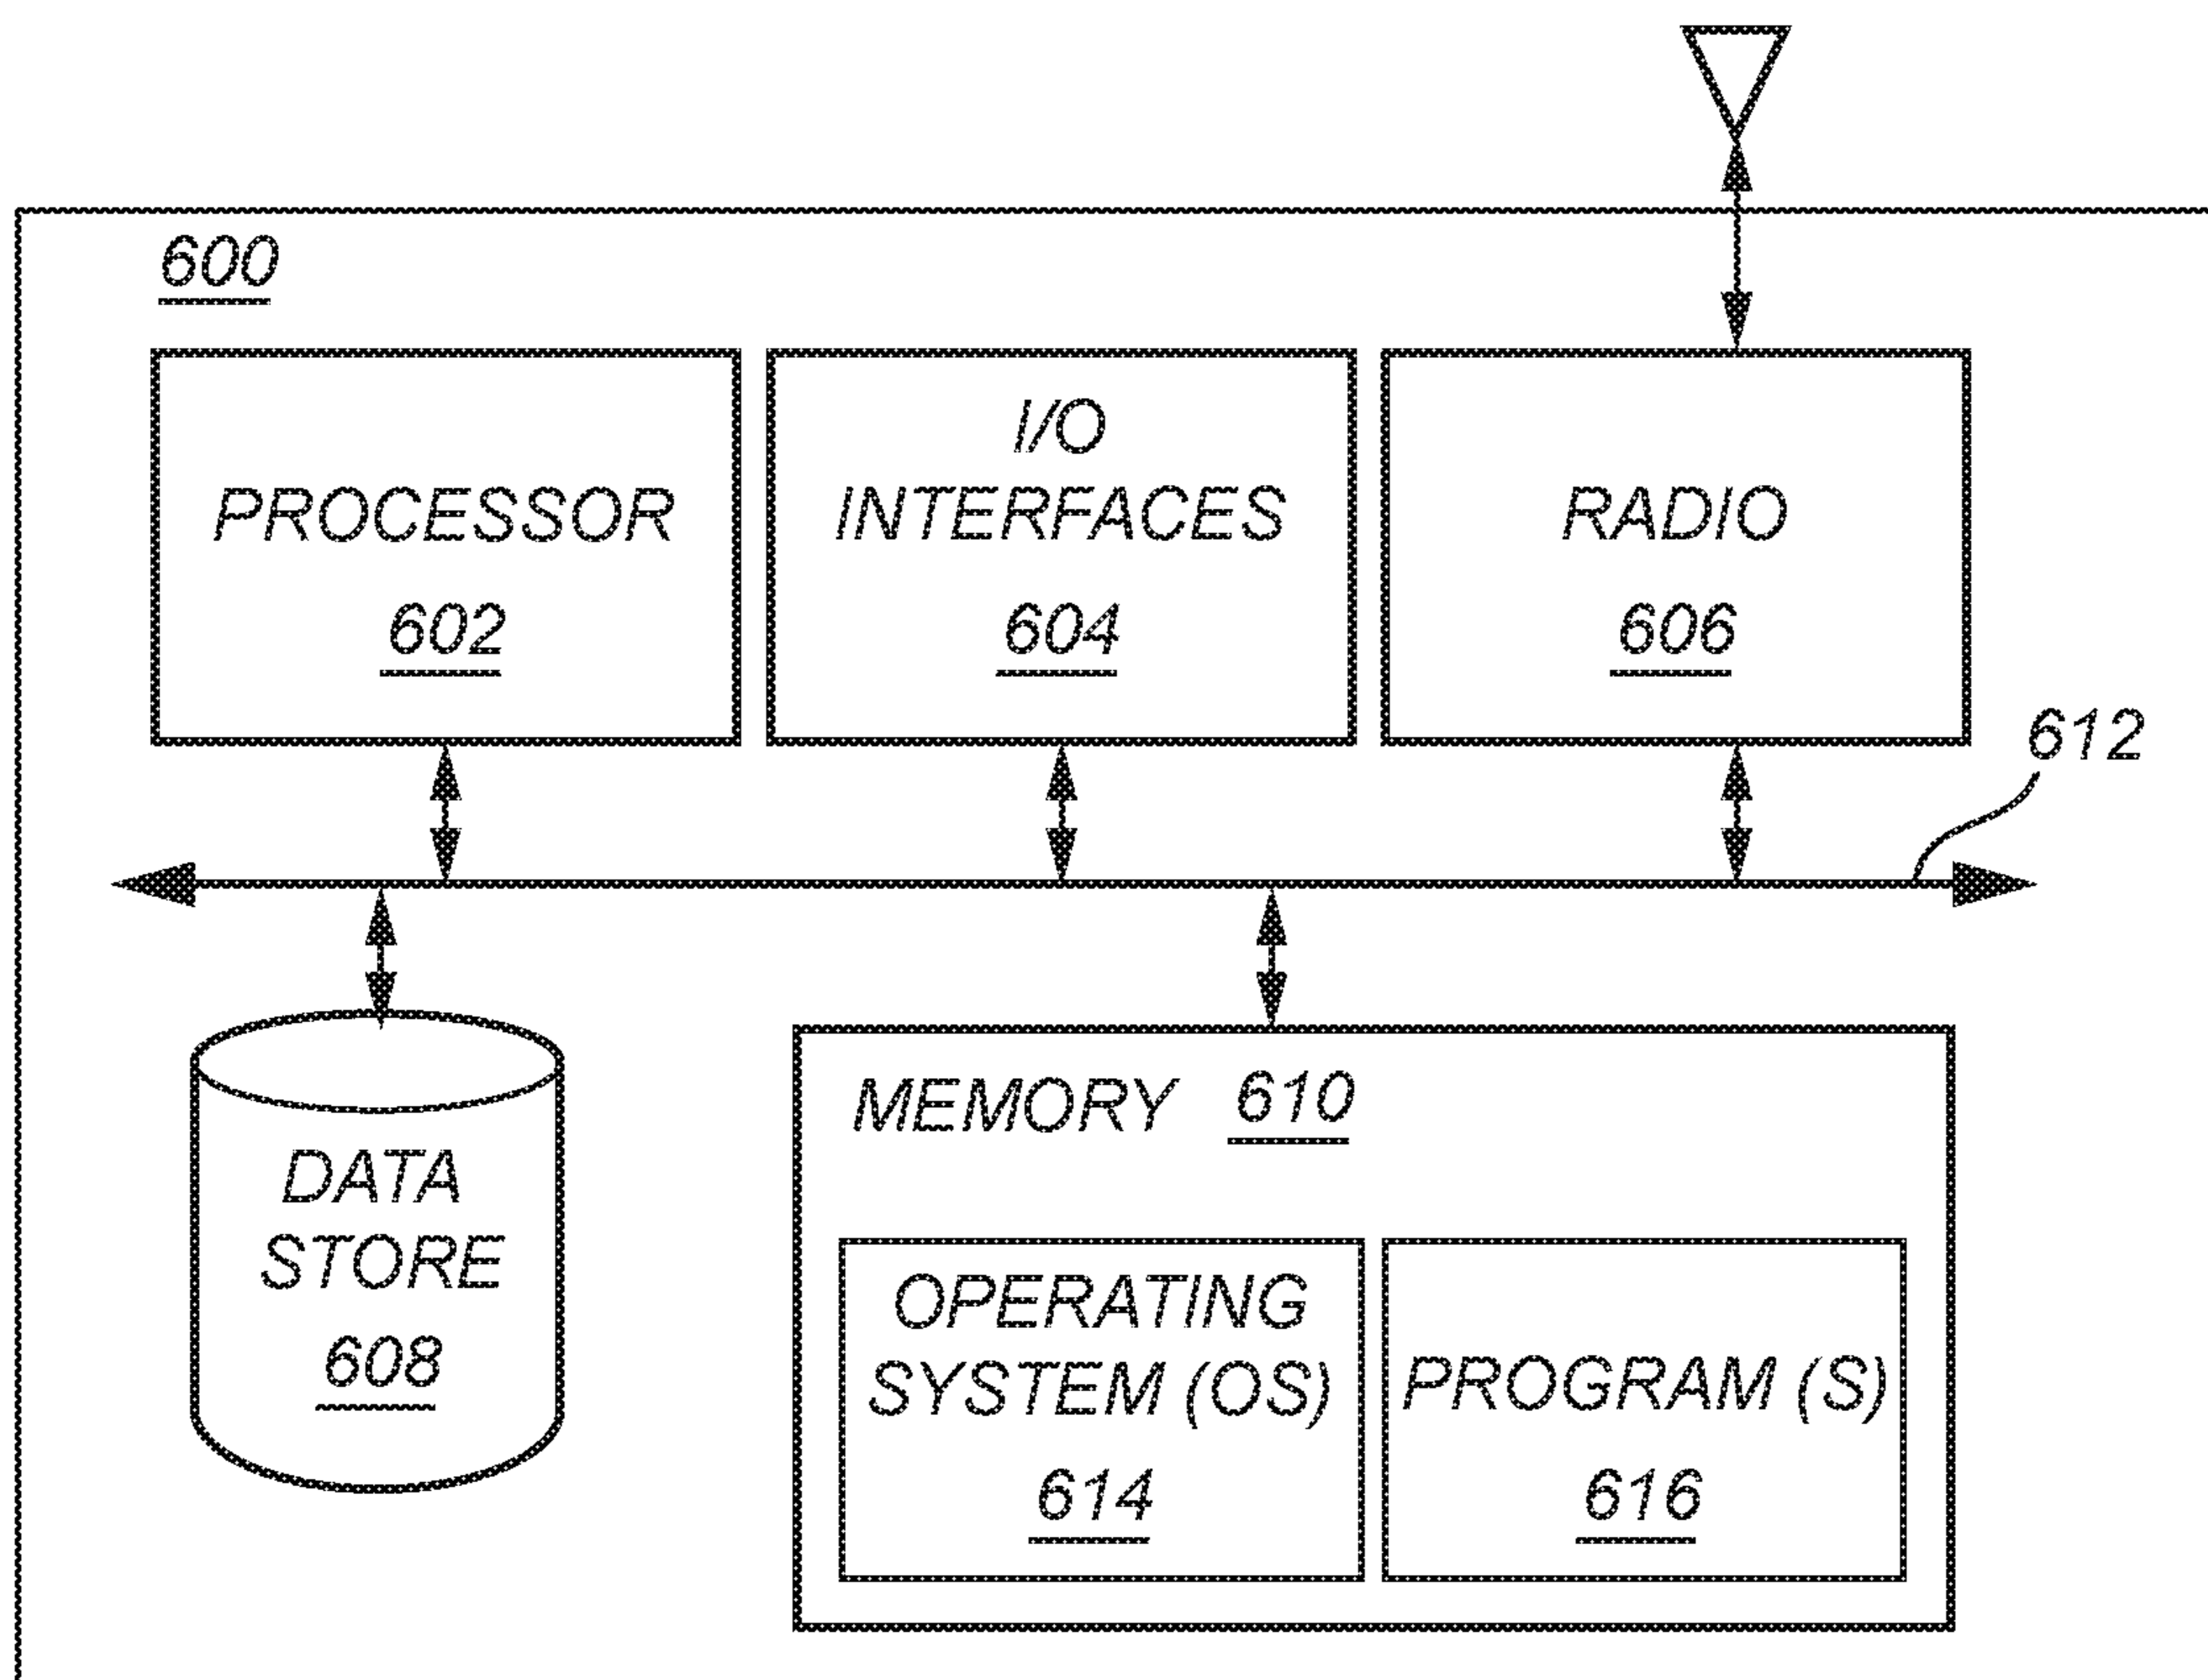 600
PROCESSOR
602
I/O
INTERFACES
604
RADIO
606
612
DATA
STORE
608
MEMORY 610
OPERATING
SYSTEM (OS)
614
PROGRAM (S)
616